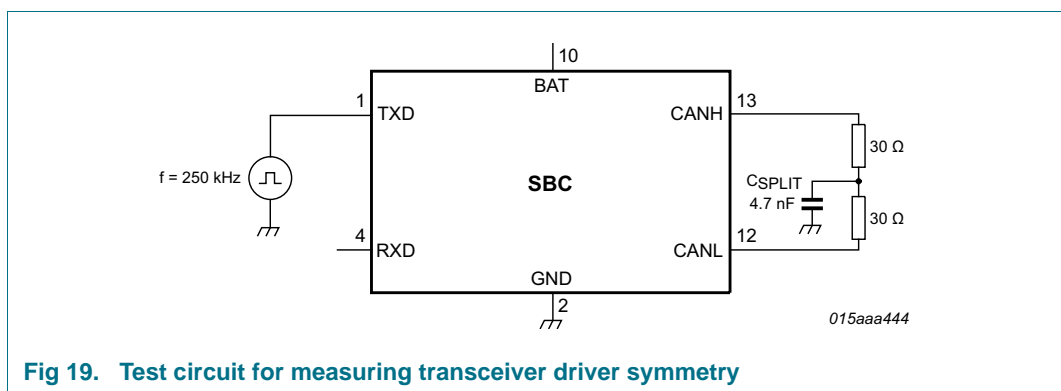 10
BAT
1
TXD
CANH
13
30 Ω
f = 250 kHz
SBC
CSPLIT
4.7 nF
30 Ω
4
RXD
CANL
12
GND
2
015aaa444
Fig 19. Test circuit for measuring transceiver driver symmetry